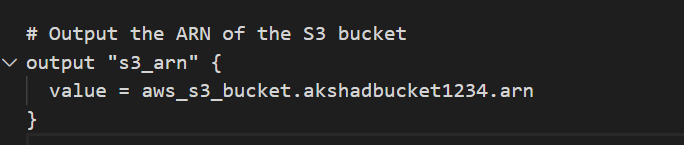 # Output the ARN of the S3 bucket
output "s3_arn" {
  value = aws_s3_bucket.akshadbucket1234.arn
}